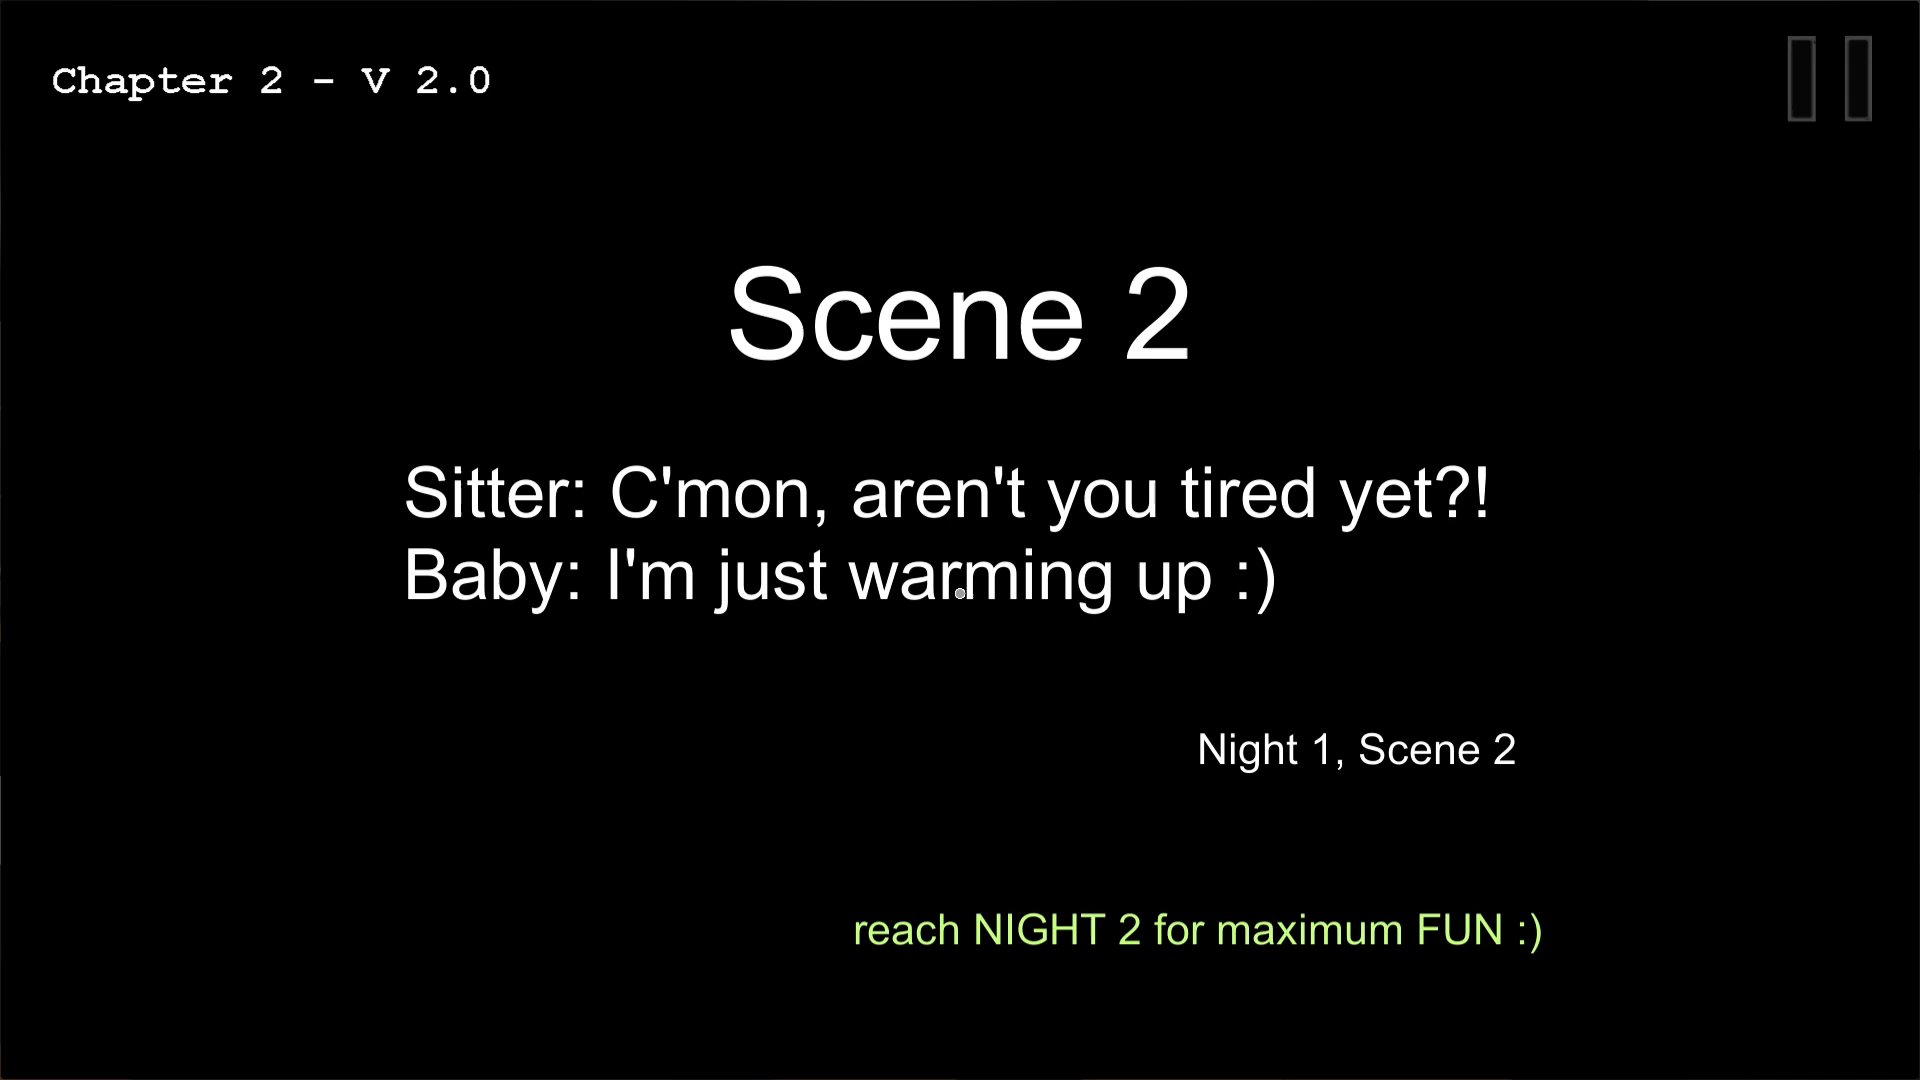 Chapter 2 - V 2.0
Scene 2
Sitter: C'mon, aren't you tired yet?!
Baby: I'm just warming up :)
Night 1, Scene 2
reach NIGHT 2 for maximum FUN :)